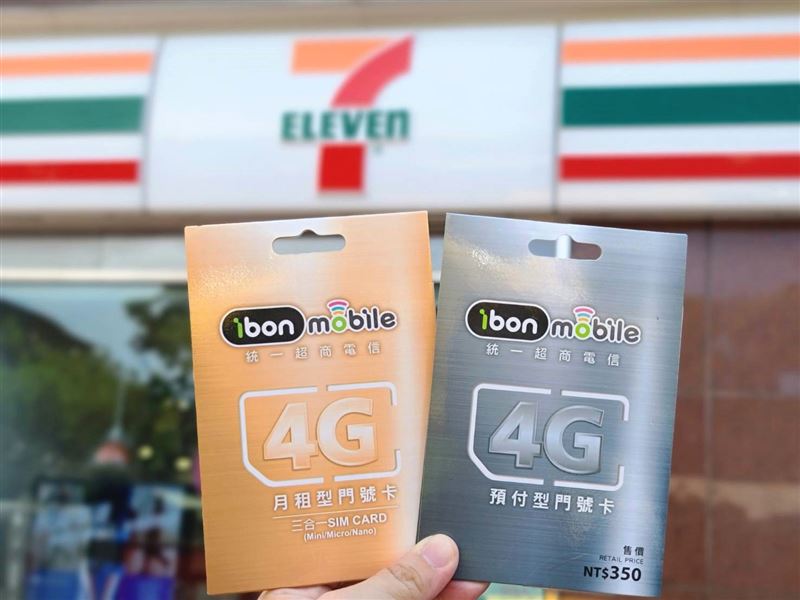 7
ELEVEN
ibon mobile
統一超商電信
4G
月租型門號卡
三合一SIM CARD
(Mini/Micro/Nano)
ibon mobile
統一超商電信
4G
預付型門號卡
售價
RETAIL PRICE
NT$350